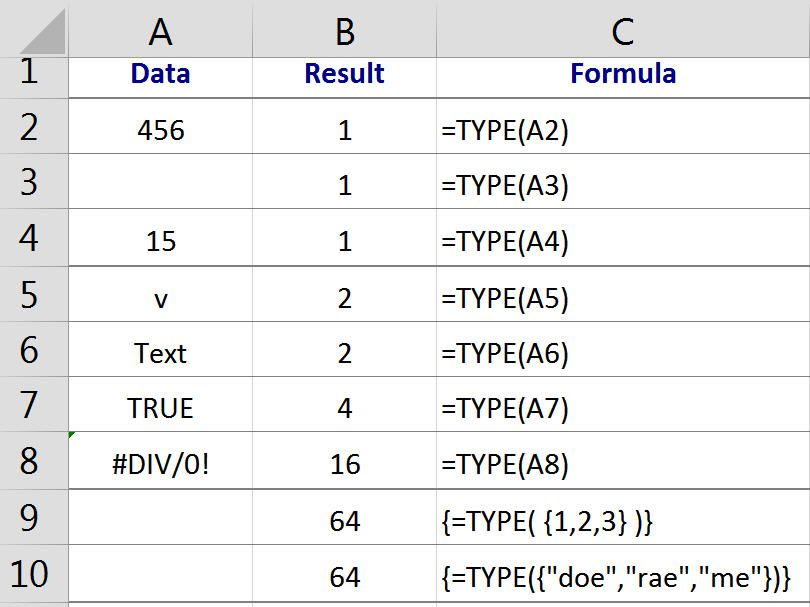 A B C
1 Data Result Formula
2 456 1 =TYPE(A2)
3 1 =TYPE(A3)
4 15 1 =TYPE(A4)
5 v 2 =TYPE(A5)
6 Text 2 =TYPE(A6)
7 TRUE 4 =TYPE(A7)
8 #DIV/0! 16 =TYPE(A8)
9 64 {=TYPE( {1,2,3} )}
10 64 {=TYPE({"doe","rae","me"})}